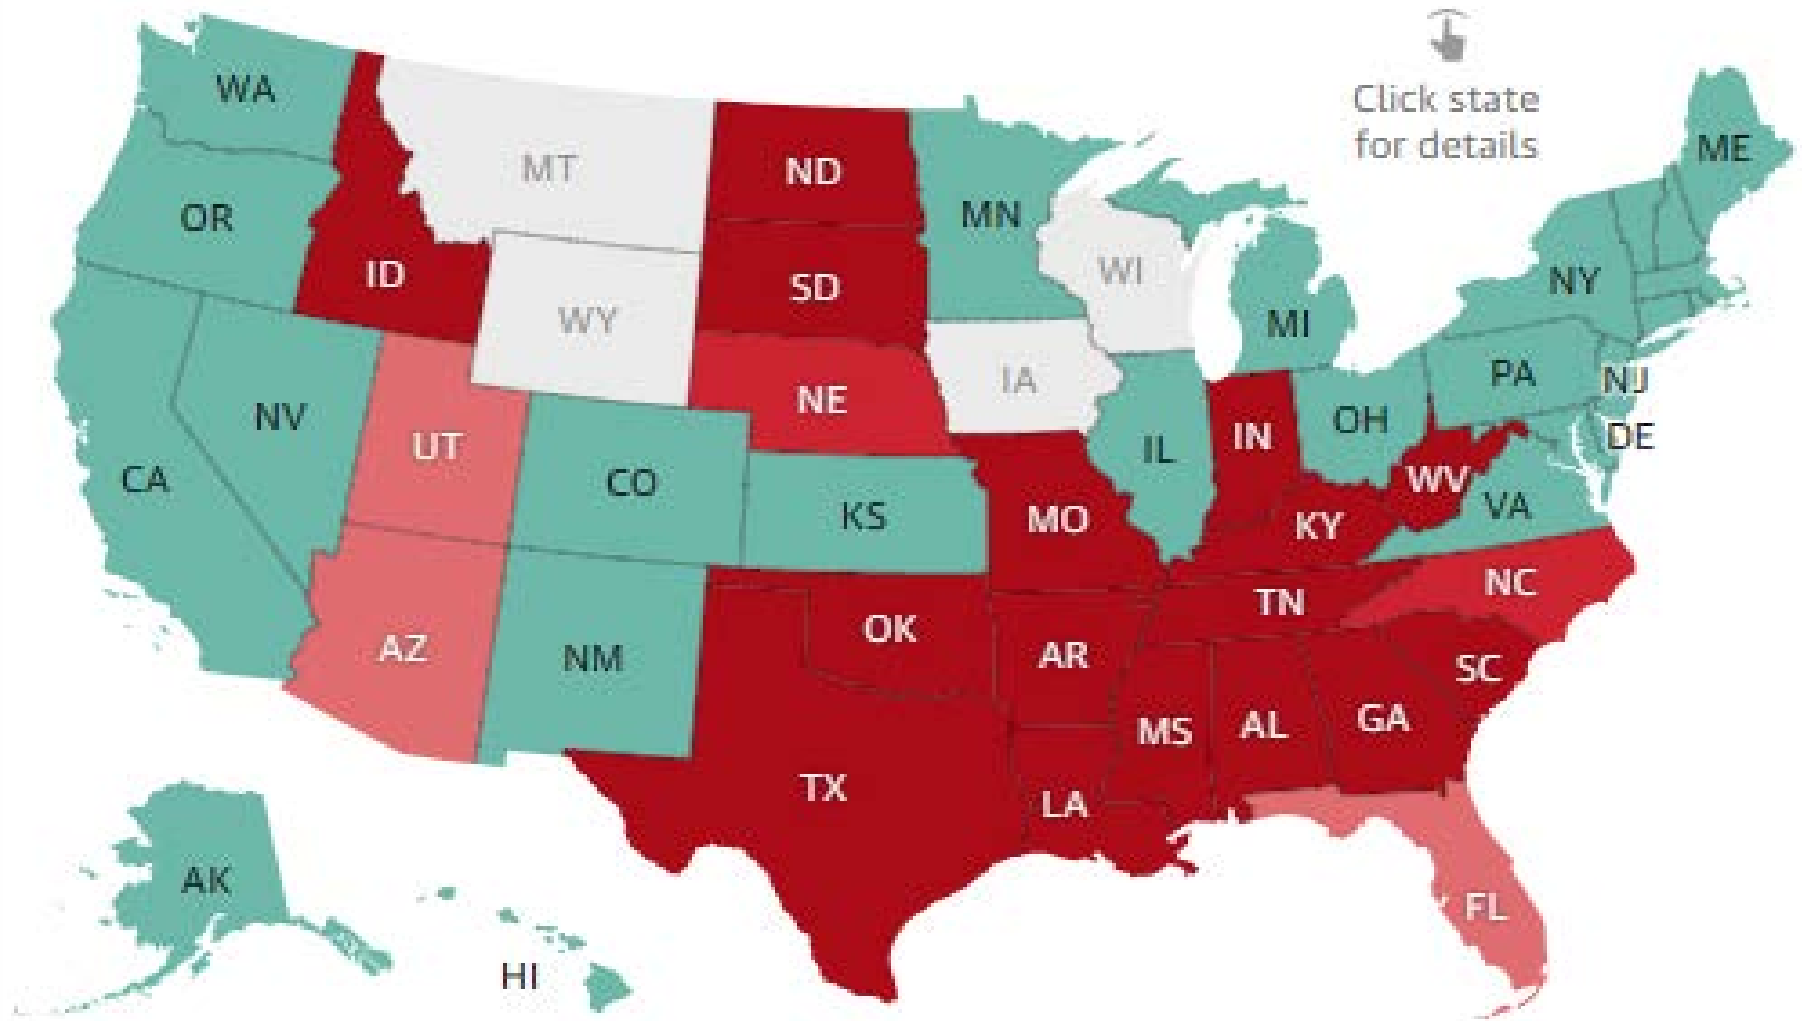 Click state
for details
WA
ME
MT
ND
MN
OR
NY
WI
ID
SD
WY
MI
PA
NJ
IA
NE
NV
OH
DE
UT
IN
IL
CO
CA
WV
VA
KS
MO
KY
NC
TN
OK
AR
AZ
NM
SC
MS
AL
GA
TX
LA
AK
FL
HI